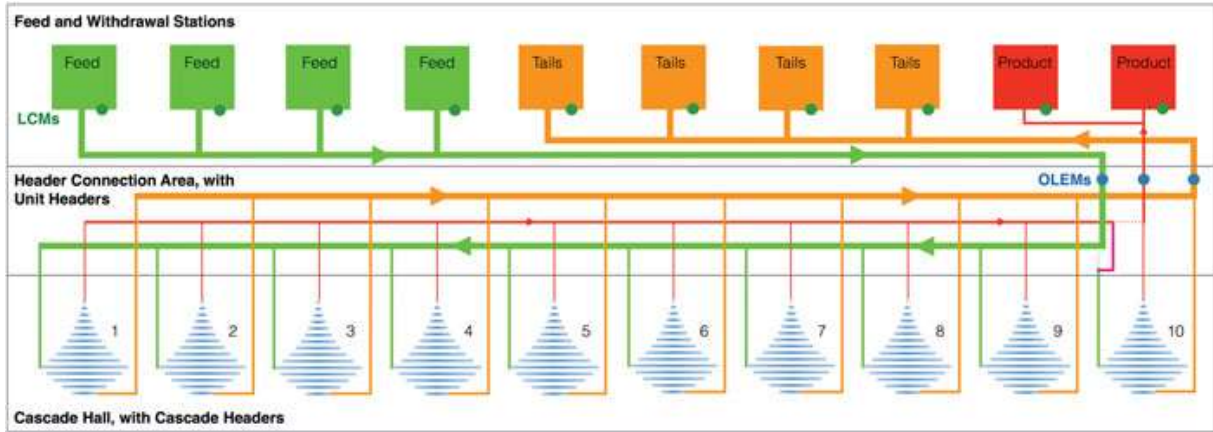 Feed and Withdrawal Stations
Feed Feed Feed Feed Tails Tails Tails Tails Product Product
LCMs
Header Connection Area, with
Unit Headers
OLEMs
1 2 3 4 5 6 7 8 9 10
Cascade Hall, with Cascade Headers